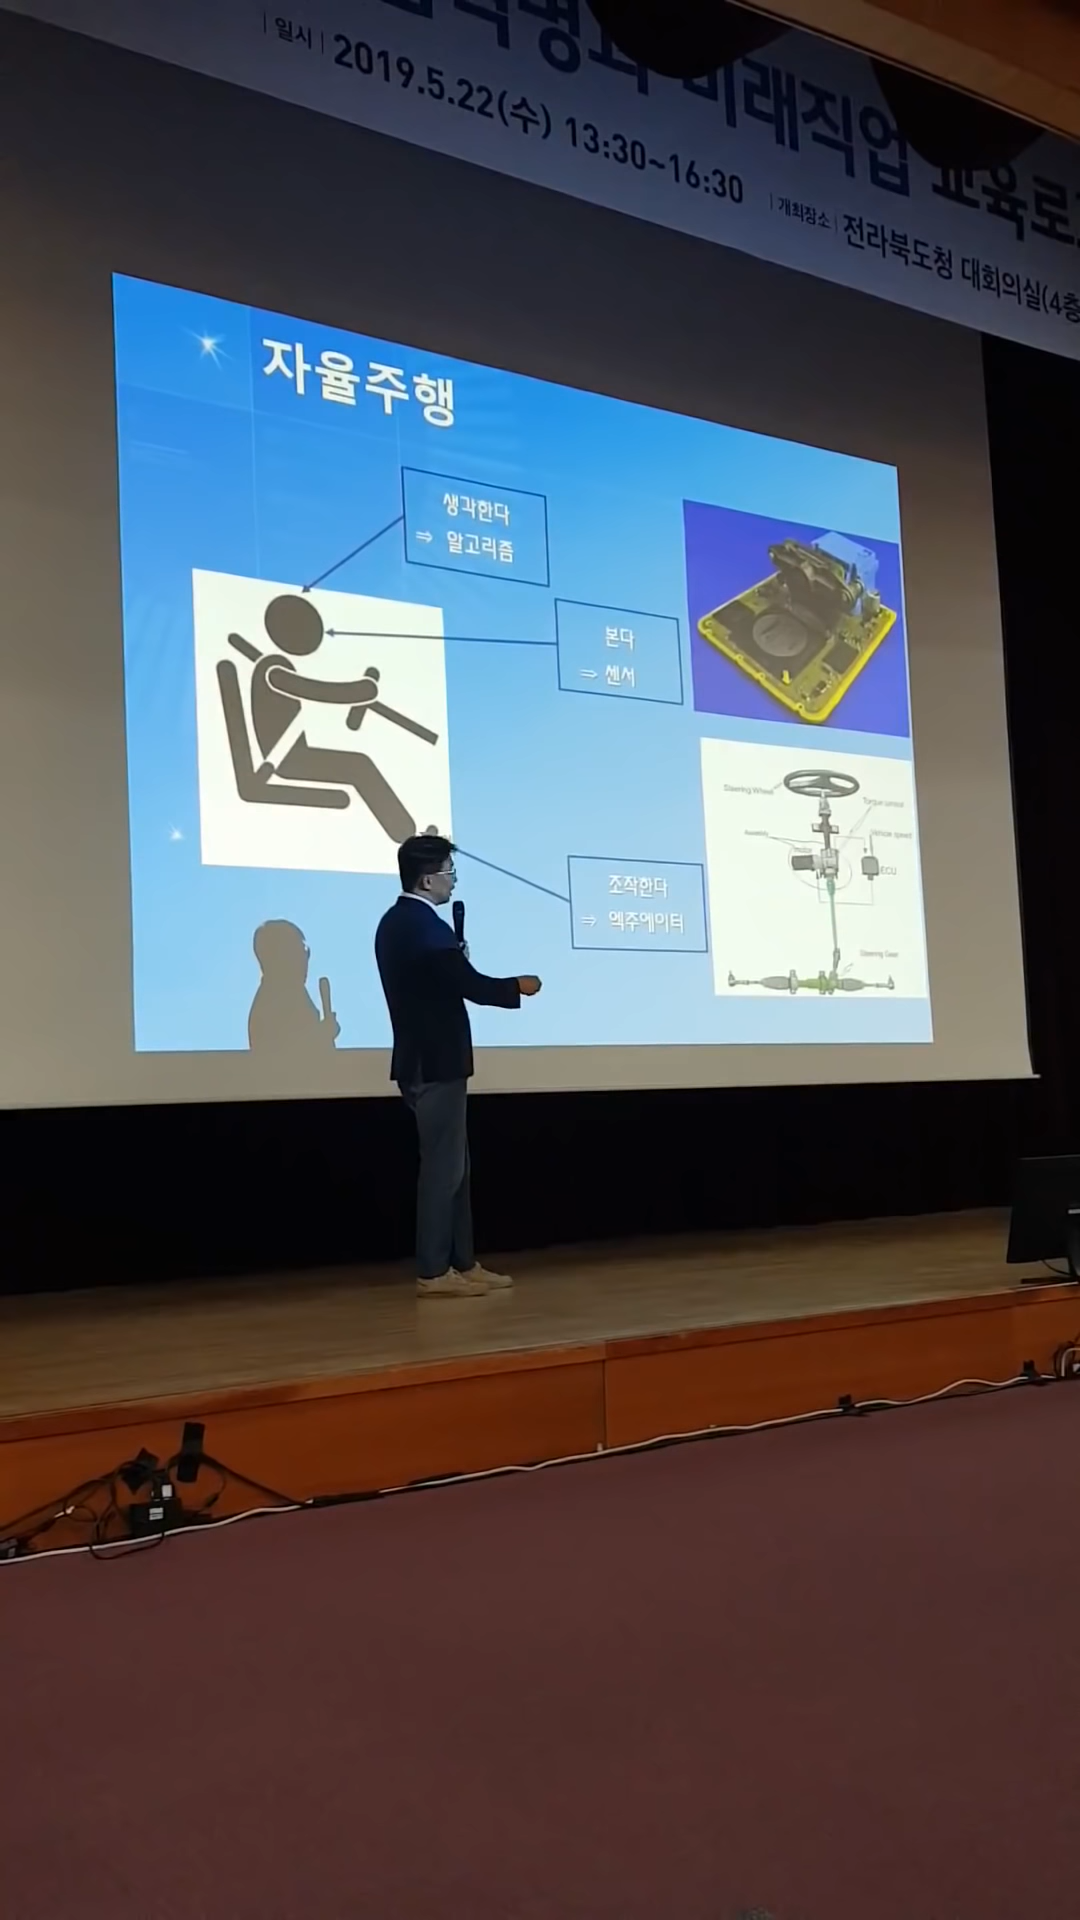 미래직업 교육로
| 일시 | 2019.5.22(수) 13:30~16:30 | 개최장소 | 전라북도청 대회의실(4층
자율주행
생각한다
⇒ 알고리즘
본다
⇒ 센서
조작한다
⇒ 엑추에이터
Steering Wheel
Torque sensor
Assembly
Vehicle speed
motor
ECU
Steering Gear